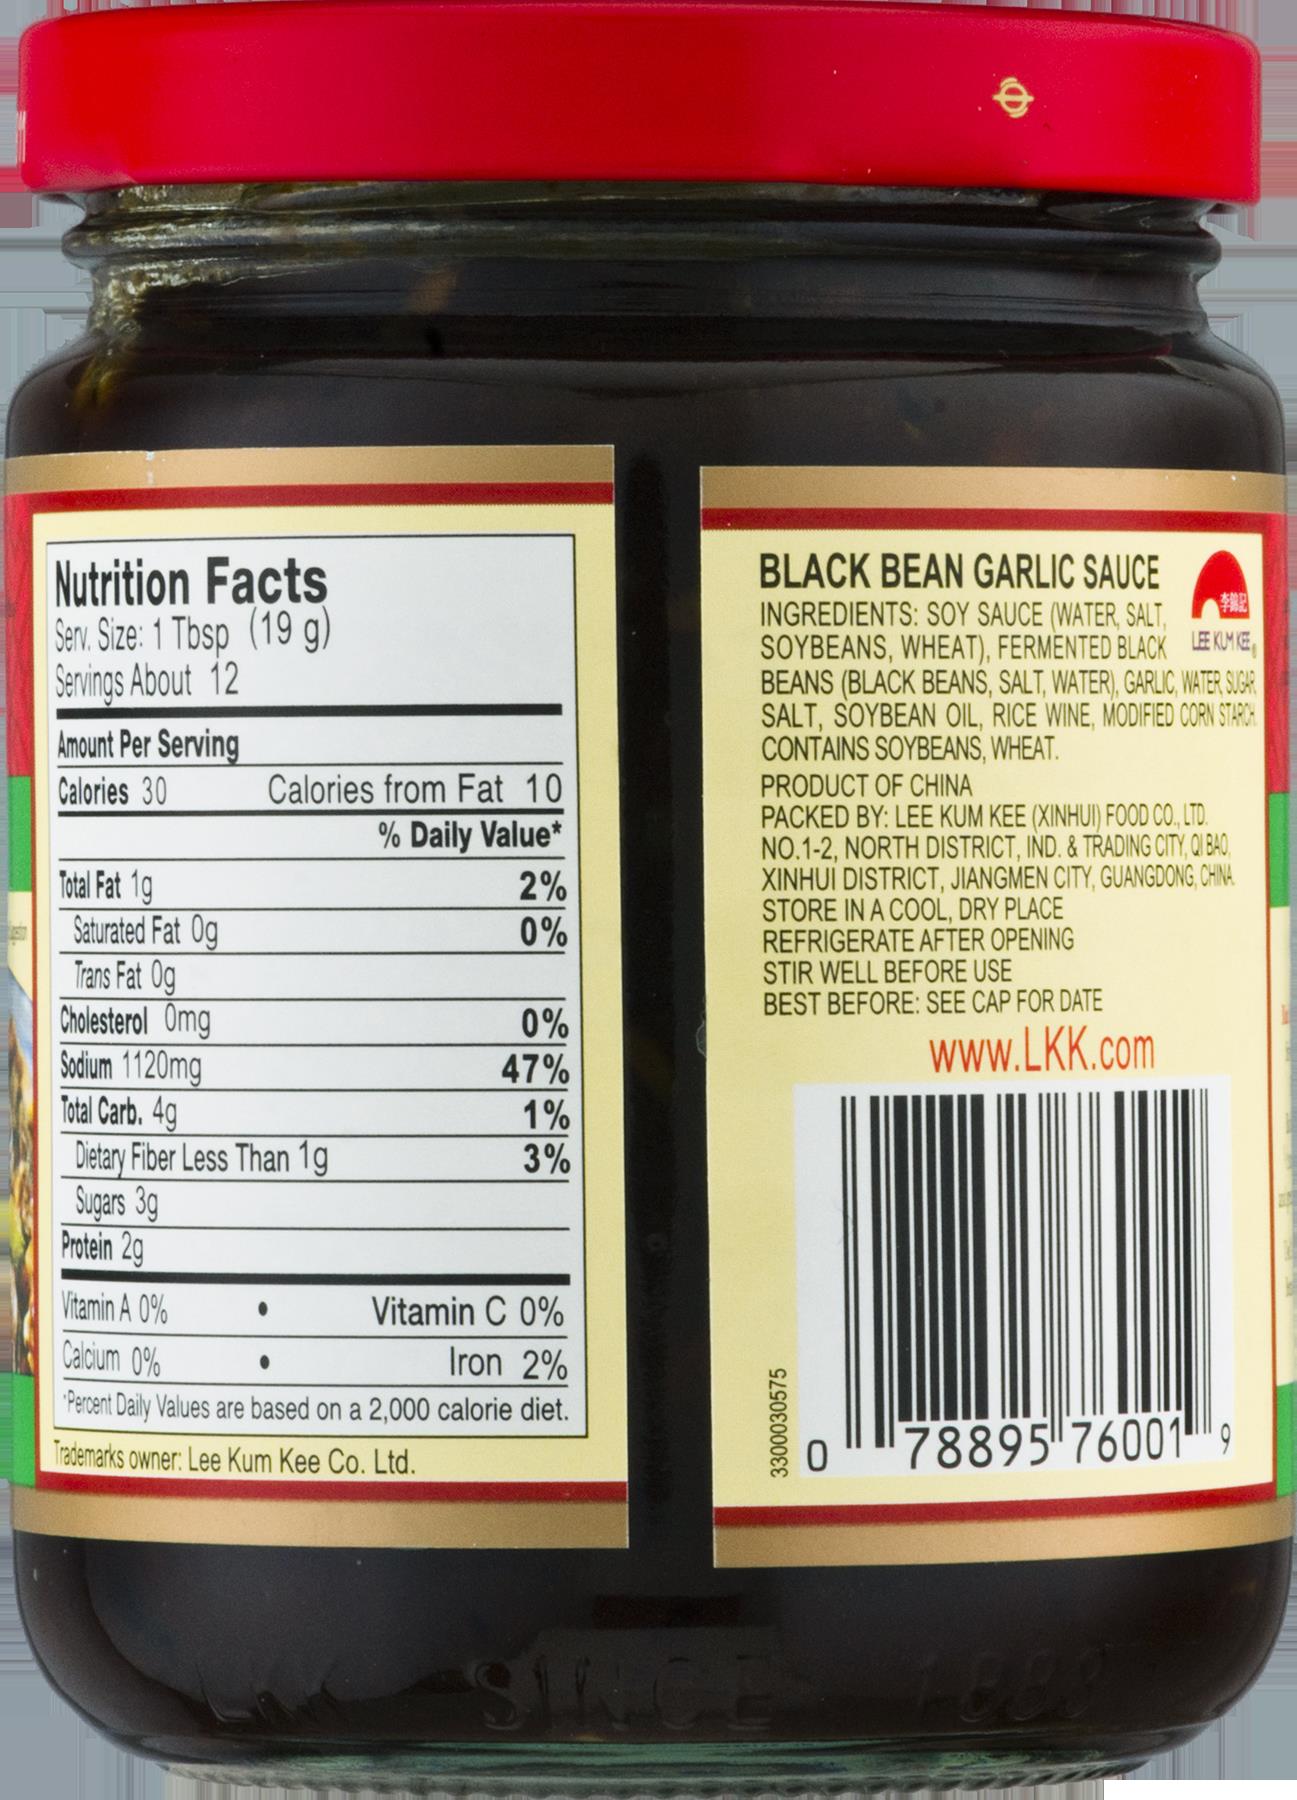 Nutrition Facts
Serv. Size: 1 Tbsp (19 g)
Servings About 12
Amount Per Serving
Calories 30 Calories from Fat 10
% Daily Value*
Total Fat 1g 2%
Saturated Fat 0g 0%
Trans Fat 0g
Cholesterol 0mg 0%
Sodium 1120mg 47%
Total Carb. 4g 1%
Dietary Fiber Less Than 1g 3%
Sugars 3g
Protein 2g
Vitamin A 0% • Vitamin C 0%
Calcium 0% • Iron 2%
*Percent Daily Values are based on a 2,000 calorie diet.
Trademarks owner: Lee Kum Kee Co. Ltd.
BLACK BEAN GARLIC SAUCE
李錦記
LEE KUM KEE®
INGREDIENTS: SOY SAUCE (WATER, SALT,
SOYBEANS, WHEAT), FERMENTED BLACK
BEANS (BLACK BEANS, SALT, WATER), GARLIC, WATER, SUGAR,
SALT, SOYBEAN OIL, RICE WINE, MODIFIED CORN STARCH.
CONTAINS SOYBEANS, WHEAT.
PRODUCT OF CHINA
PACKED BY: LEE KUM KEE (XINHUI) FOOD CO., LTD.
NO.1-2, NORTH DISTRICT, IND. & TRADING CITY, QI BAO,
XINHUI DISTRICT, JIANGMEN CITY, GUANGDONG, CHINA.
STORE IN A COOL, DRY PLACE
REFRIGERATE AFTER OPENING
STIR WELL BEFORE USE
BEST BEFORE: SEE CAP FOR DATE
www.LKK.com
3300030575
0 78895 76001 9
LKK SINCE 1888